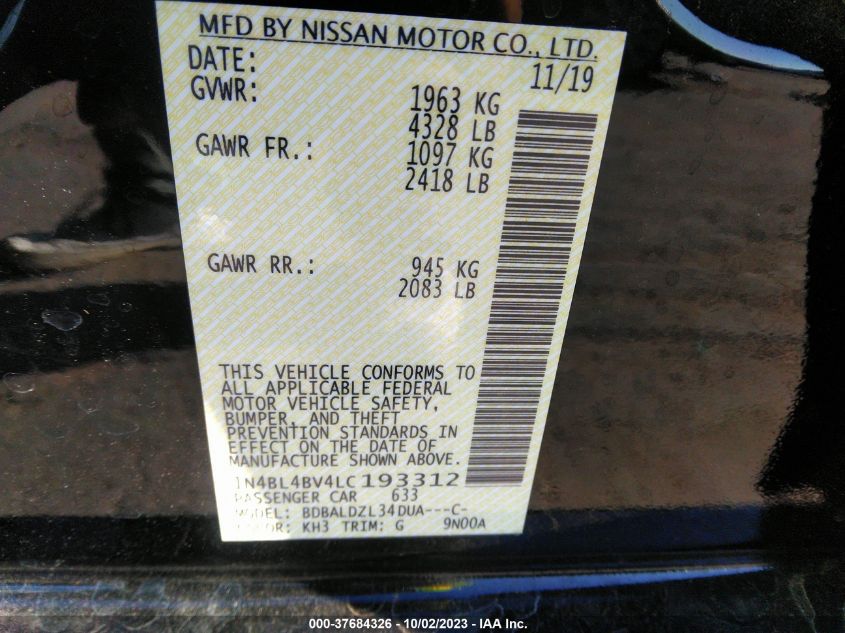 MFD BY NISSAN MOTOR CO., LTD.
DATE: 11/19
GVWR: 1963 KG
4328 LB
GAWR FR.: 1097 KG
2418 LB
GAWR RR.: 945 KG
2083 LB
THIS VEHICLE CONFORMS TO
ALL APPLICABLE FEDERAL
MOTOR VEHICLE SAFETY,
BUMPER, AND THEFT
PREVENTION STANDARDS IN
EFFECT ON THE DATE OF
MANUFACTURE SHOWN ABOVE.
1N4BL4BV4LC193312
PASSENGER CAR 633
MODEL: BDBALDZL34DUA---C-
KH3 TRIM: G 9N00A
000-37684326 - 10/02/2023 - IAA Inc.